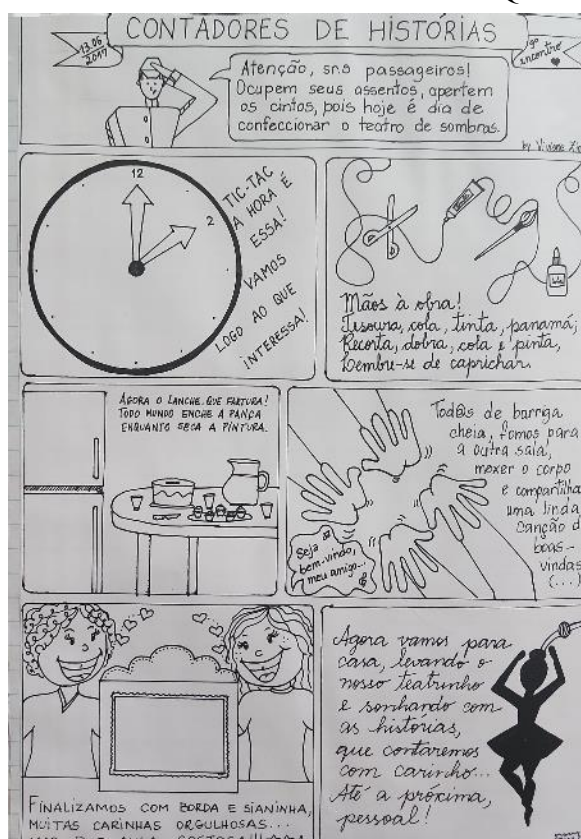 CONTADORES DE HISTÓRIAS
13.06
2019
9º
encontro
Atenção, srs passageiros!
Ocupem seus assentos, apertem
os cintos, pois hoje é dia de
confeccionar o teatro de sombras.
by Viviane
12
2
TIC-TAC
A HORA É
ESSA!
VAMOS
LOGO AO QUE
INTERESSA!
Mãos à obra!
Tesoura, cola, tinta, panamá;
Recorta, dobra, cola e pinta,
Lembre-se de caprichar.
AGORA O LANCHE. QUE FARTURA!
TODO MUNDO ENCHE A PANÇA
ENQUANTO SECA A PINTURA.
Tod@s de barriga
cheia, fomos para
a outra sala,
mexer o corpo
e compartilha
uma linda
canção d
boas-
vindas
(...)
Seja
bem-vindo,
meu amigo...
FINALIZAMOS COM BORDA E SIANINHA,
MUITAS CARINHAS ORGULHOSAS...
Agora vamos para
casa, levando o
nosso teatrinho
e sonhando com
as histórias,
que contaremos
com carinho...
Até a próxima,
pessoal!